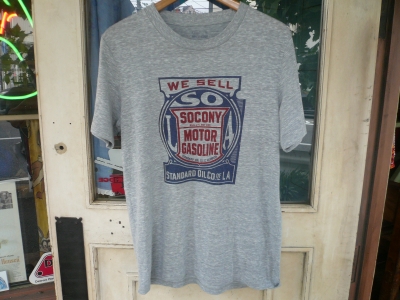 WE SELL
SO
SOCONY
L A
MOTOR
GASOLINE
STANDARD OIL CO. OF LA.